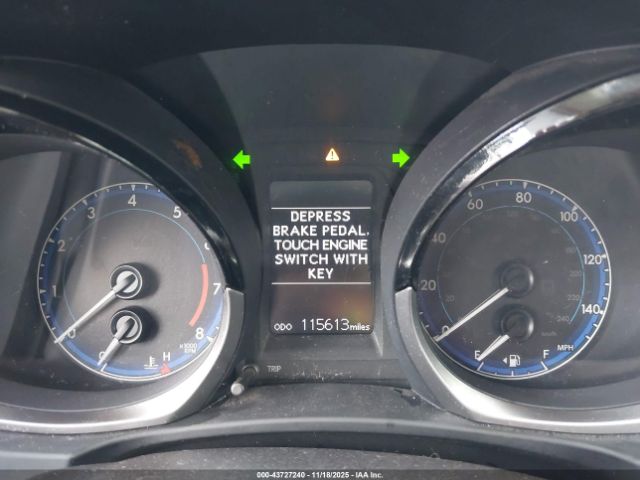 DEPRESS
BRAKE PEDAL.
TOUCH ENGINE
SWITCH WITH
KEY
ODO 115613 miles
TRIP
0 1 2 3 4 5 6 7 8
x1000
RPM
H
0 20 40 60 80 100 120 140
MPH
E F
000-43727240 - 11/18/2025 - IAA Inc.